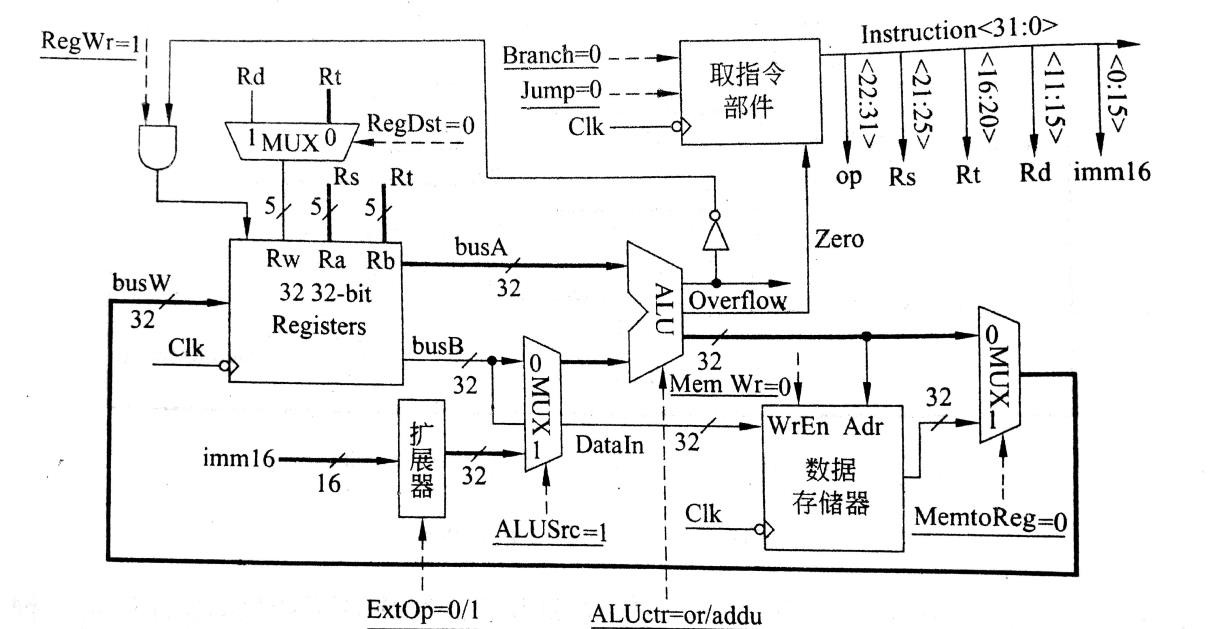 RegWr=1
Rd
Rt
1 MUX 0
RegDst=0
Branch=0
Jump=0
Clk
取指令
部件
Instruction<31:0>
<22:31>
<21:25>
<16:20>
<11:15>
<0:15>
op
Rs
Rt
Rd
imm16
Rs
Rt
5
5
5
Rw Ra Rb
32 32-bit
Registers
busW
32
Clk
busA
32
busB
32
0
MUX
1
ALU
Zero
Overflow
32
Mem Wr=0
WrEn Adr
数据
存储器
Clk
DataIn
32
32
0
MUX
1
MemtoReg=0
imm16
16
扩展器
32
ALUSrc=1
ExtOp=0/1
ALUctr=or/addu